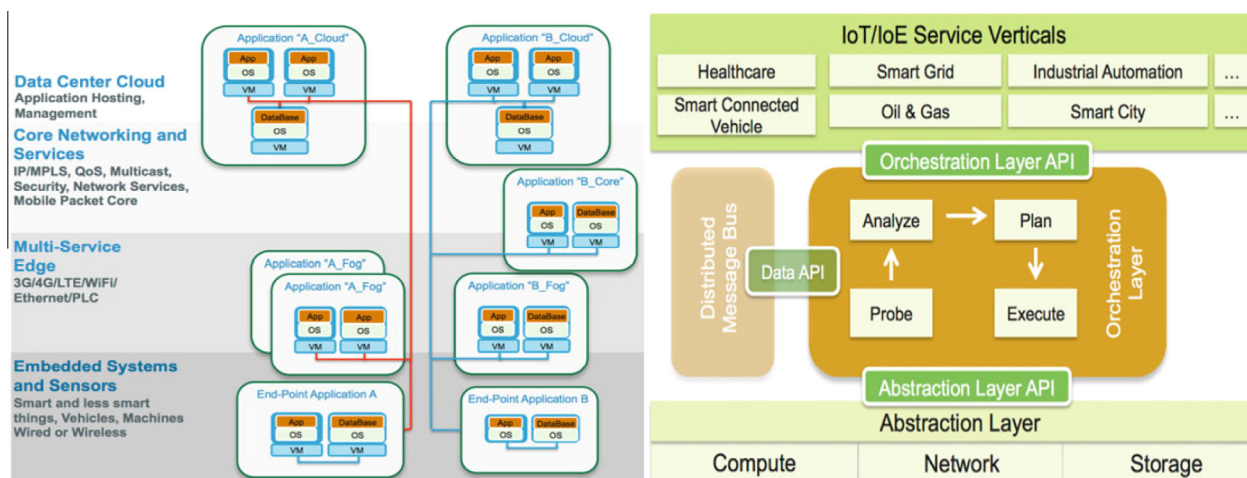 Data Center Cloud
Application Hosting,
Management
Core Networking and
Services
IP/MPLS, QoS, Multicast,
Security, Network Services,
Mobile Packet Core
Multi-Service
Edge
3G/4G/LTE/WiFi/
Ethernet/PLC
Embedded Systems
and Sensors
Smart and less smart
things, Vehicles, Machines
Wired or Wireless
Application "A_Cloud"
App App
OS OS
VM VM
DataBase
OS
VM
Application "B_Cloud"
App App
OS OS
VM VM
DataBase
OS
VM
Application "B_Core"
App DataBase
OS OS
VM VM
Application "A_Fog"
Application "A_Fog"
App App
OS OS
VM VM
Application "B_Fog"
App DataBase
OS OS
VM VM
End-Point Application A
App DataBase
OS OS
VM VM
End-Point Application B
App DataBase
OS OS
IoT/IoE Service Verticals
Healthcare
Smart Grid
Industrial Automation
...
Smart Connected
Vehicle
Oil & Gas
Smart City
...
Orchestration Layer API
Distributed
Message Bus
Data API
Analyze
Plan
Probe
Execute
Orchestration
Layer
Abstraction Layer API
Abstraction Layer
Compute
Network
Storage